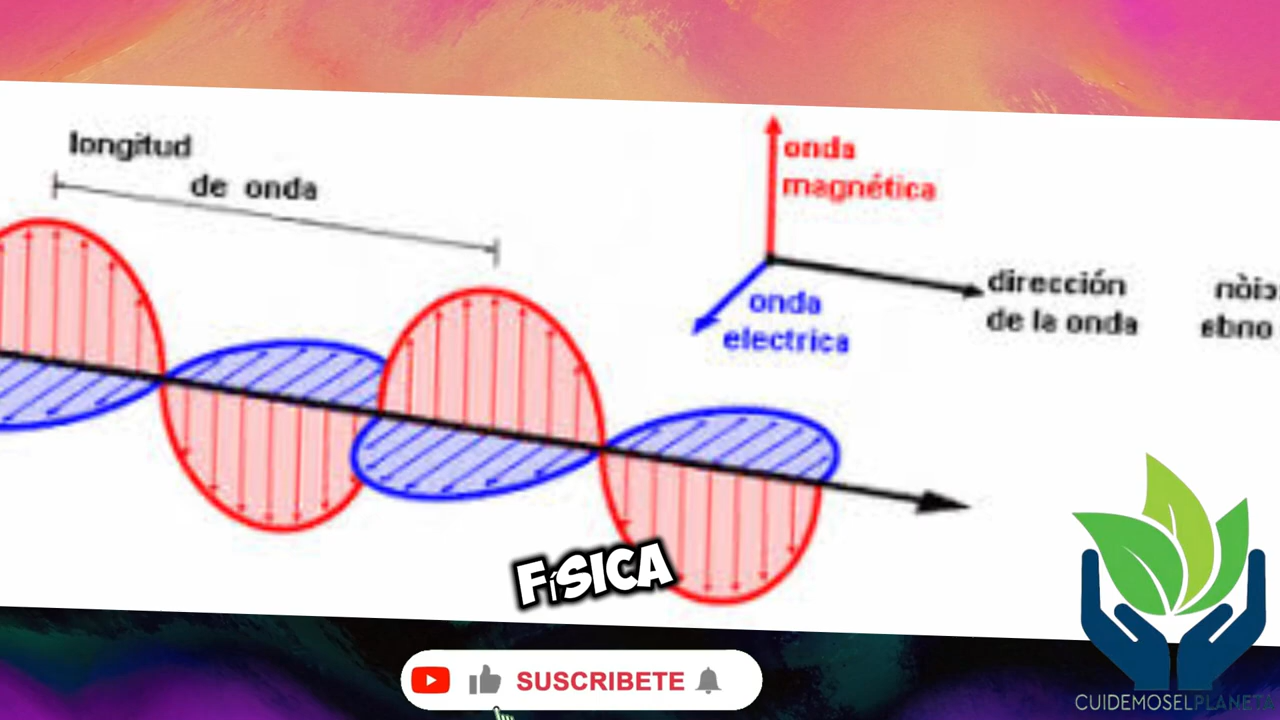 longitud
de onda
onda
magnética
onda
electrica
dirección
de la onda
FíSICA
SUSCRIBETE
CUIDEMOSELPLANETA